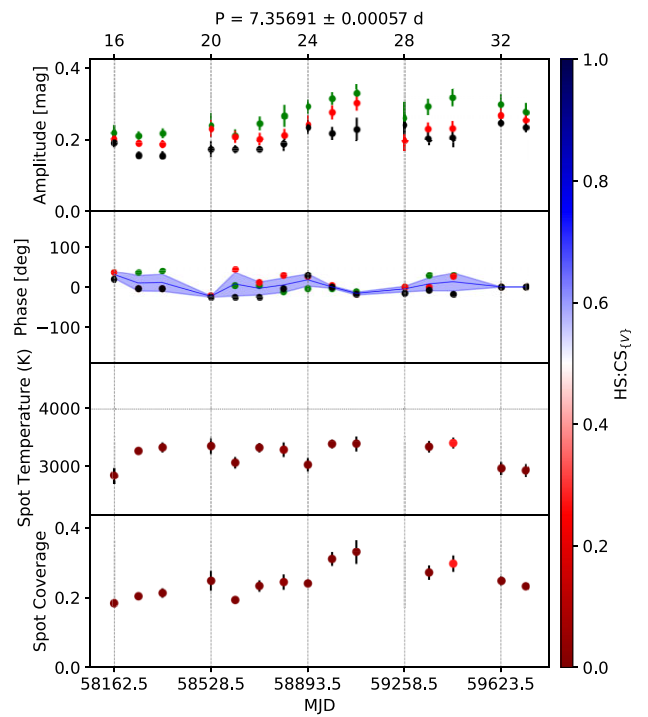 P = 7.35691 ± 0.00057 d
16 20 24 28 32
Amplitude [mag]
0.4
0.2
0.0
Phase [deg]
100
0
−100
Spot Temperature (K)
4000
3000
Spot Coverage
0.4
0.2
0.0
58162.5 58528.5 58893.5 59258.5 59623.5
MJD
1.0
0.8
0.6
0.4
0.2
0.0
HS:CS{V}